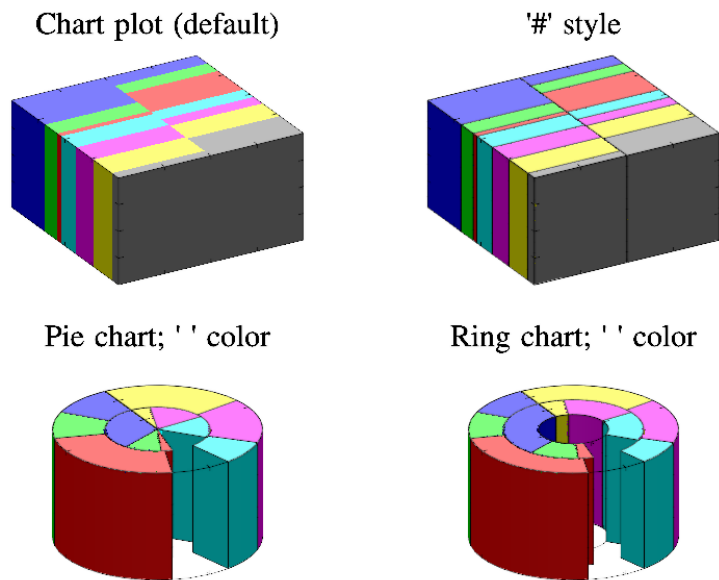 Chart plot (default)
'#' style
Pie chart; ' ' color
Ring chart; ' ' color